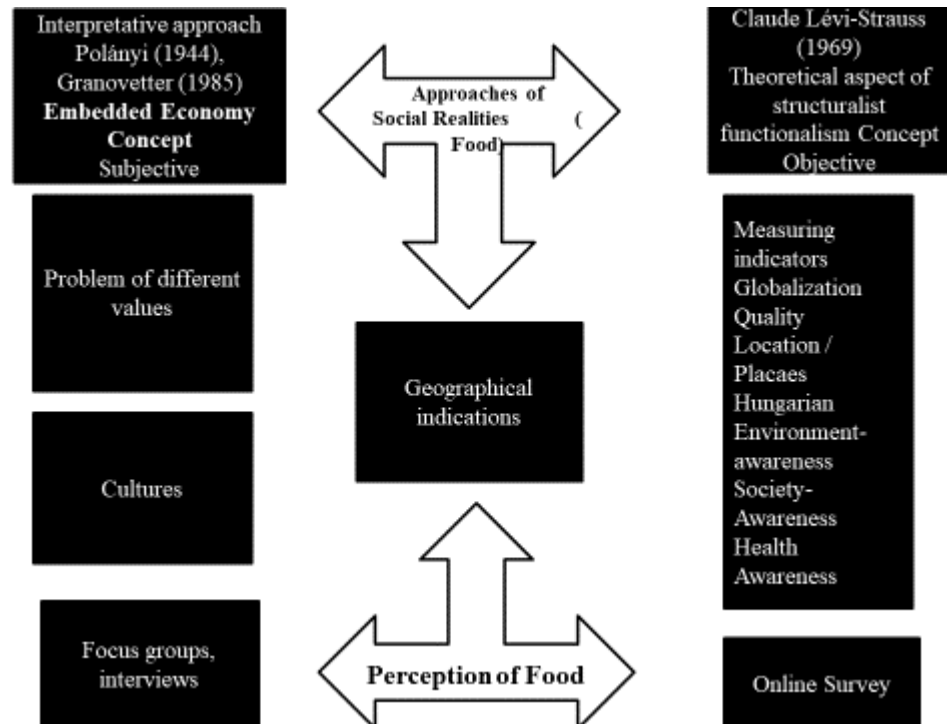 Interpretative approach
Polányi (1944),
Granovetter (1985)
Embedded Economy
Concept
Subjective
Approaches of
Social Realities (
Food)
Claude Lévi-Strauss
(1969)
Theoretical aspect of
structuralist
functionalism Concept
Objective
Problem of different
values
Geographical
indications
Measuring
indicators
Globalization
Quality
Location /
Placaes
Hungarian
Environment-
awareness
Society-
Awareness
Health
Awareness
Cultures
Focus groups,
interviews
Perception of Food
Online Survey